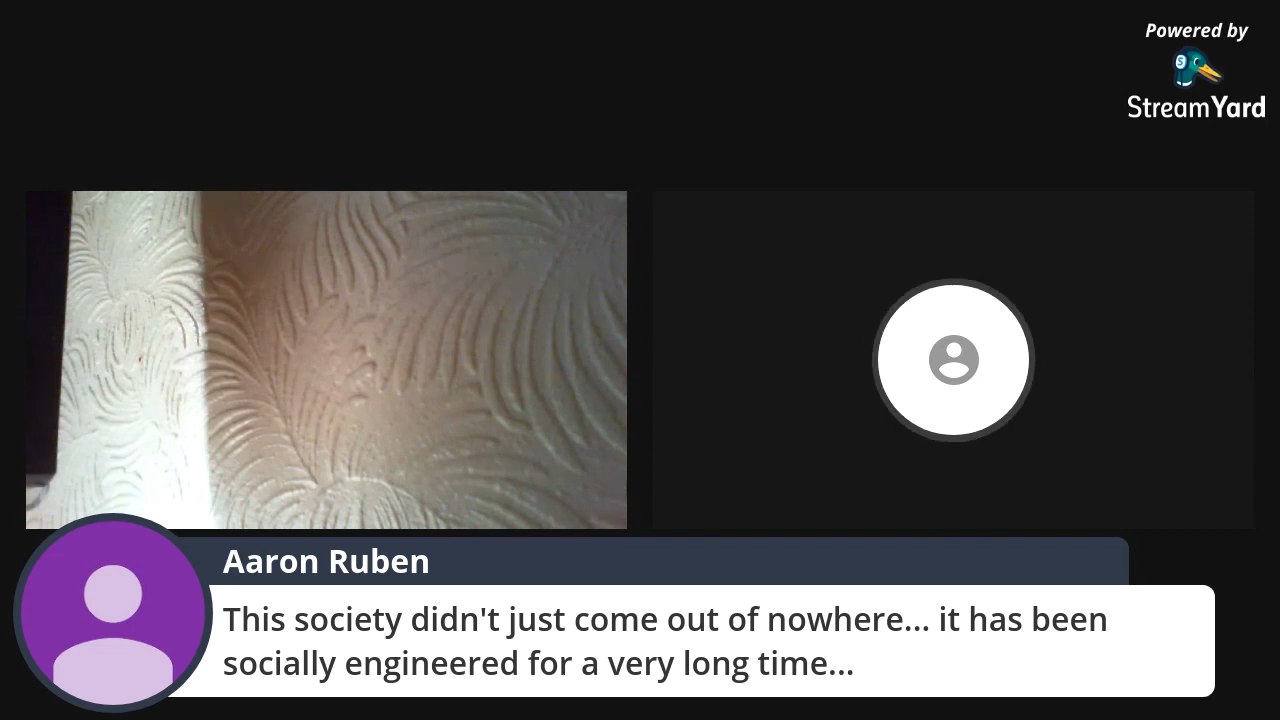 Powered by
StreamYard
Aaron Ruben
This society didn't just come out of nowhere... it has been
socially engineered for a very long time...